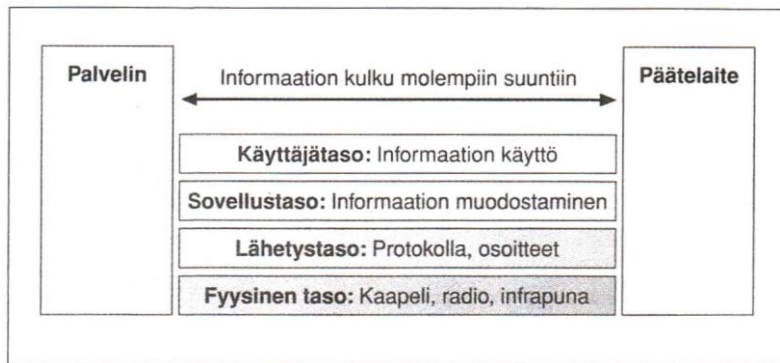 Palvelin
Informaation kulku molempiin suuntiin
Päätelaite
Käyttäjätaso: Informaation käyttö
Sovellustaso: Informaation muodostaminen
Lähetystaso: Protokolla, osoitteet
Fyysinen taso: Kaapeli, radio, infrapuna